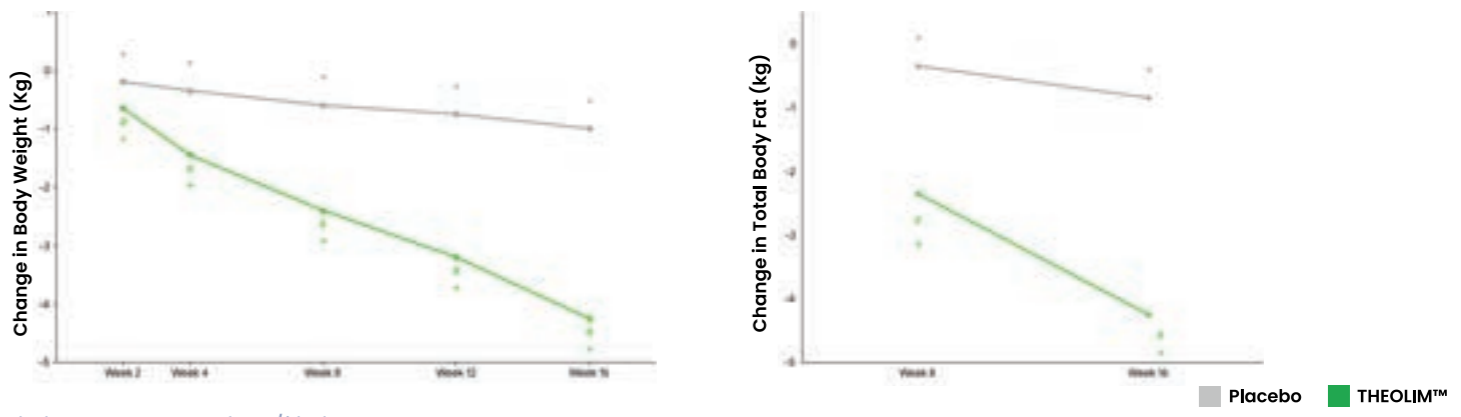 Change in Body Weight (Kg)
0
-1
-2
-3
-4
-5
Week 2 Week 4 Week 8 Week 12 Week 16
Change in Total Body Fat (kg)
0
-1
-2
-3
-4
-5
Week 8 Week 16
Placebo THEOLIM™